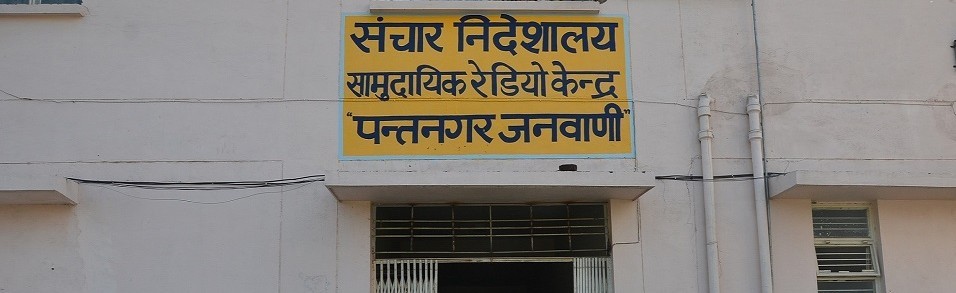 संचार निदेशालय
सामुदायिक रेडियो केन्द्र
"पन्तनगर जनवाणी"